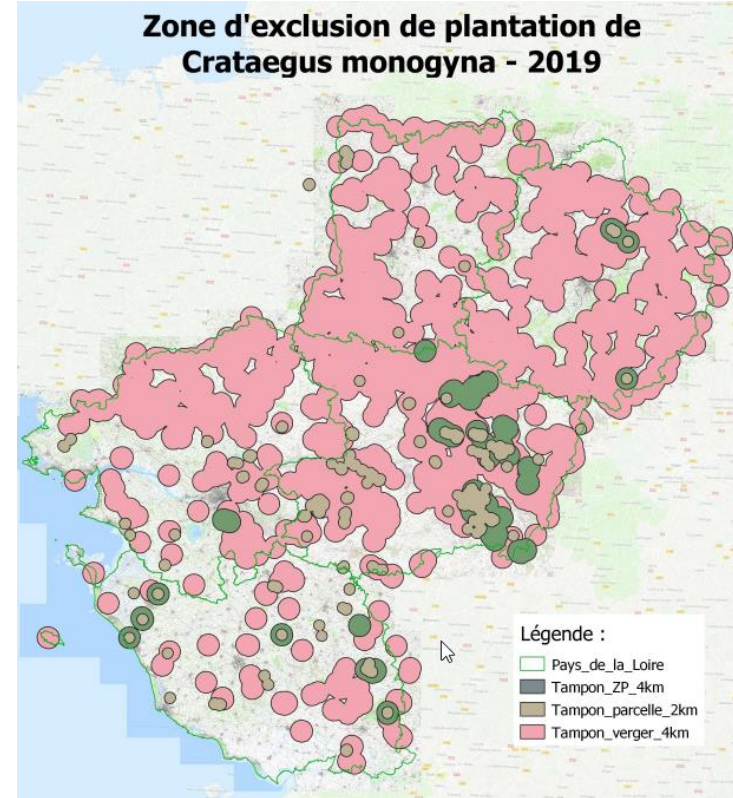 Zone d'exclusion de plantation de
Crataegus monogyna - 2019
Légende :
Pays_de_la_Loire
Tampon_ZP_4km
Tampon_parcelle_2km
Tampon_verger_4km